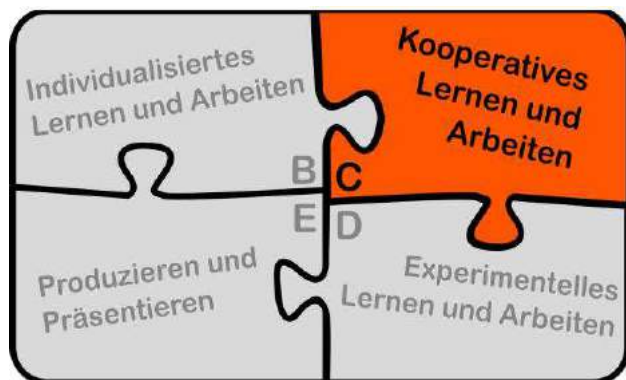 Individualisiertes
Lernen und Arbeiten
B
Kooperatives
Lernen und
Arbeiten
C
E
Produzieren und
Präsentieren
D
Experimentelles
Lernen und Arbeiten